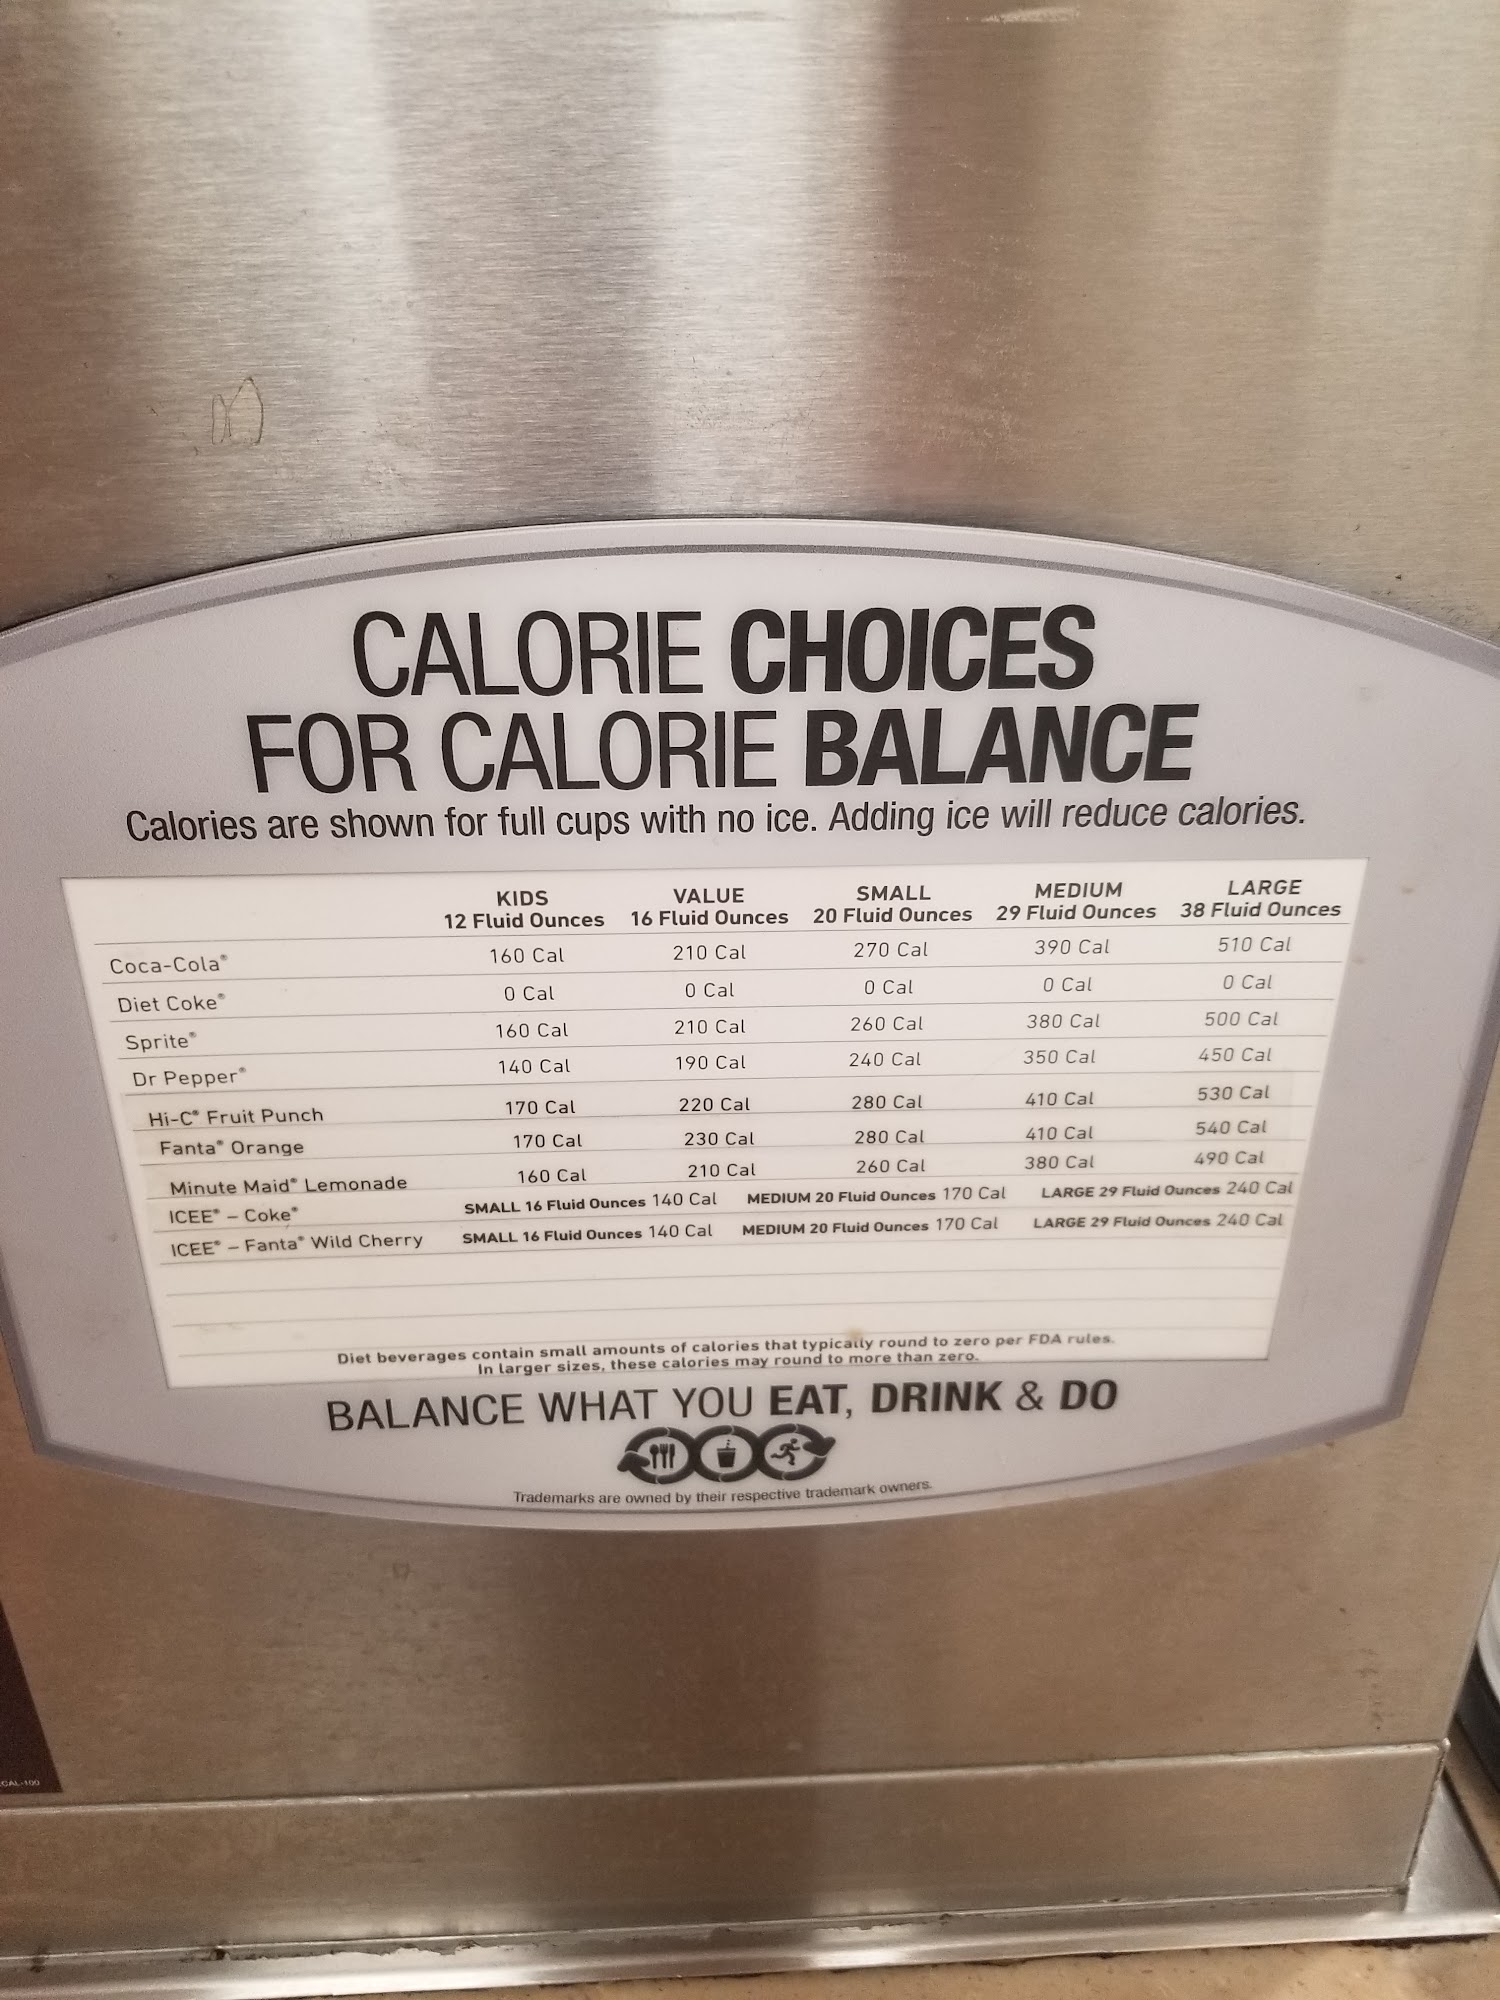 CALORIE CHOICES
FOR CALORIE BALANCE
Calories are shown for full cups with no ice. Adding ice will reduce calories.
KIDS VALUE SMALL MEDIUM LARGE
12 Fluid Ounces 16 Fluid Ounces 20 Fluid Ounces 29 Fluid Ounces 38 Fluid Ounces
Coca-Cola® 160 Cal 210 Cal 270 Cal 390 Cal 510 Cal
Diet Coke® 0 Cal 0 Cal 0 Cal 0 Cal 0 Cal
Sprite® 160 Cal 210 Cal 260 Cal 380 Cal 500 Cal
Dr Pepper® 140 Cal 190 Cal 240 Cal 350 Cal 450 Cal
Hi-C® Fruit Punch 170 Cal 220 Cal 280 Cal 410 Cal 530 Cal
Fanta® Orange 170 Cal 230 Cal 280 Cal 410 Cal 540 Cal
Minute Maid® Lemonade 160 Cal 210 Cal 260 Cal 380 Cal 490 Cal
ICEE® – Coke® SMALL 16 Fluid Ounces 140 Cal MEDIUM 20 Fluid Ounces 170 Cal LARGE 29 Fluid Ounces 240 Cal
ICEE® – Fanta® Wild Cherry SMALL 16 Fluid Ounces 140 Cal MEDIUM 20 Fluid Ounces 170 Cal LARGE 29 Fluid Ounces 240 Cal
Diet beverages contain small amounts of calories that typically round to zero per FDA rules.
In larger sizes, these calories may round to more than zero.
BALANCE WHAT YOU EAT, DRINK & DO
Trademarks are owned by their respective trademark owners.
CAL-100